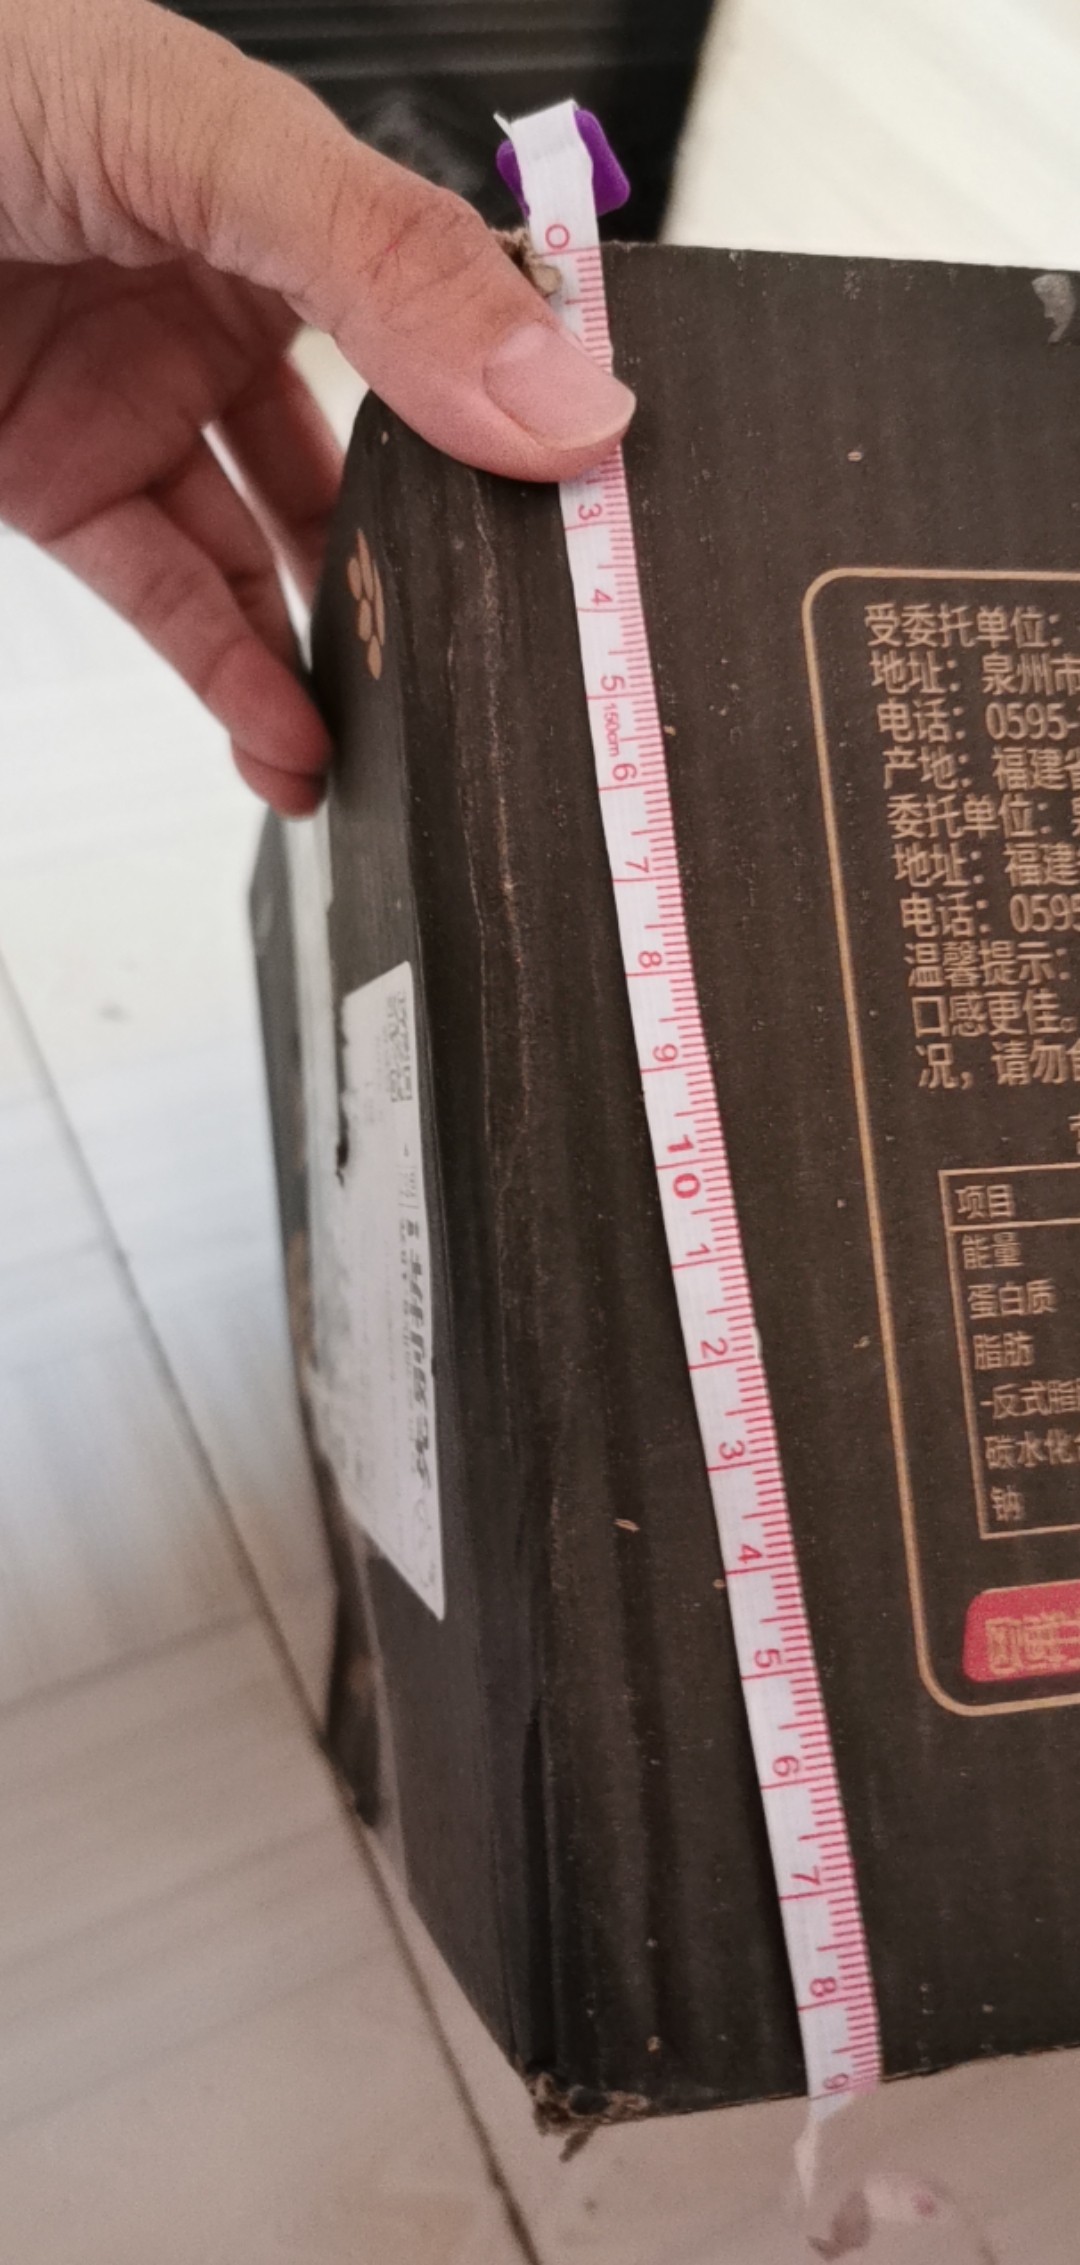 0
3
4
5
150cm
6
7
8
9
10
1
2
3
4
5
6
7
8
9
受委托单位：
地址：泉州市
电话：0595-
产地：福建省
委托单位：
地址：福建
电话：0595
温馨提示：
口感更佳。
况，请勿食
项目
能量
蛋白质
脂肪
-反式脂
碳水化
钠